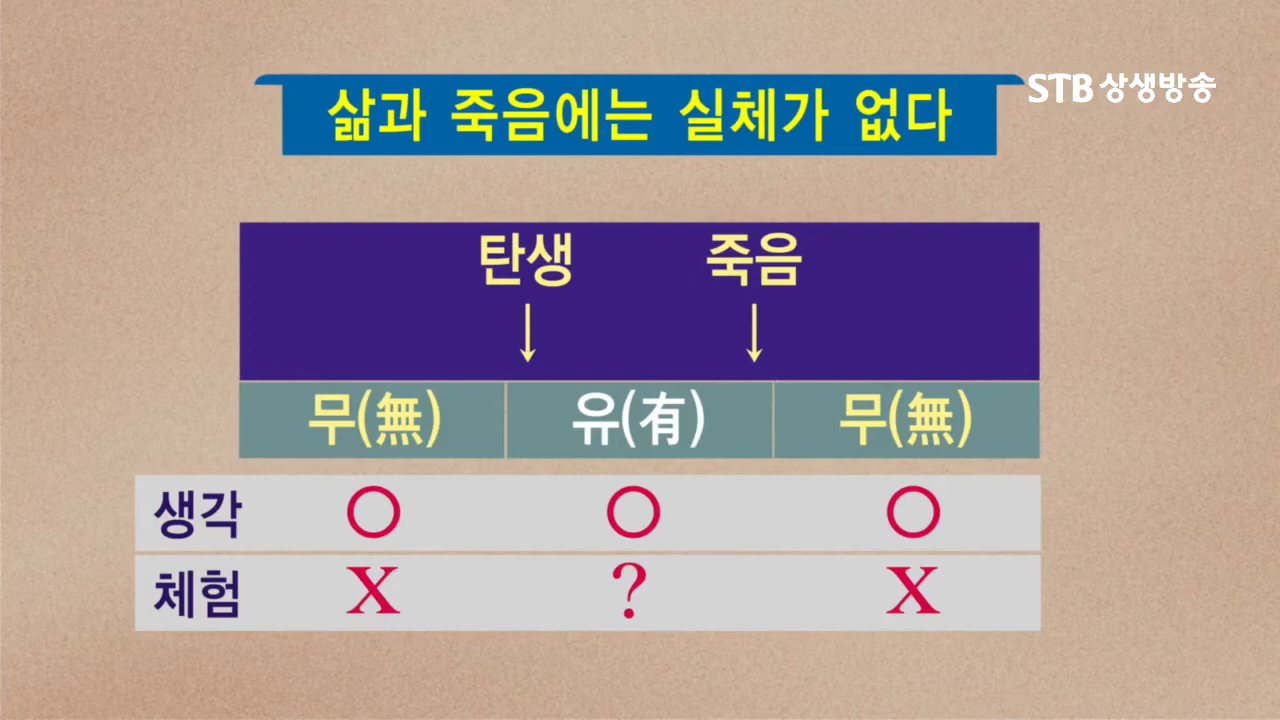 STB 상생방송
삶과 죽음에는 실체가 없다
탄생 죽음
↓ ↓
무(無) 유(有) 무(無)
생각 ○ ○ ○
체험 X ? X